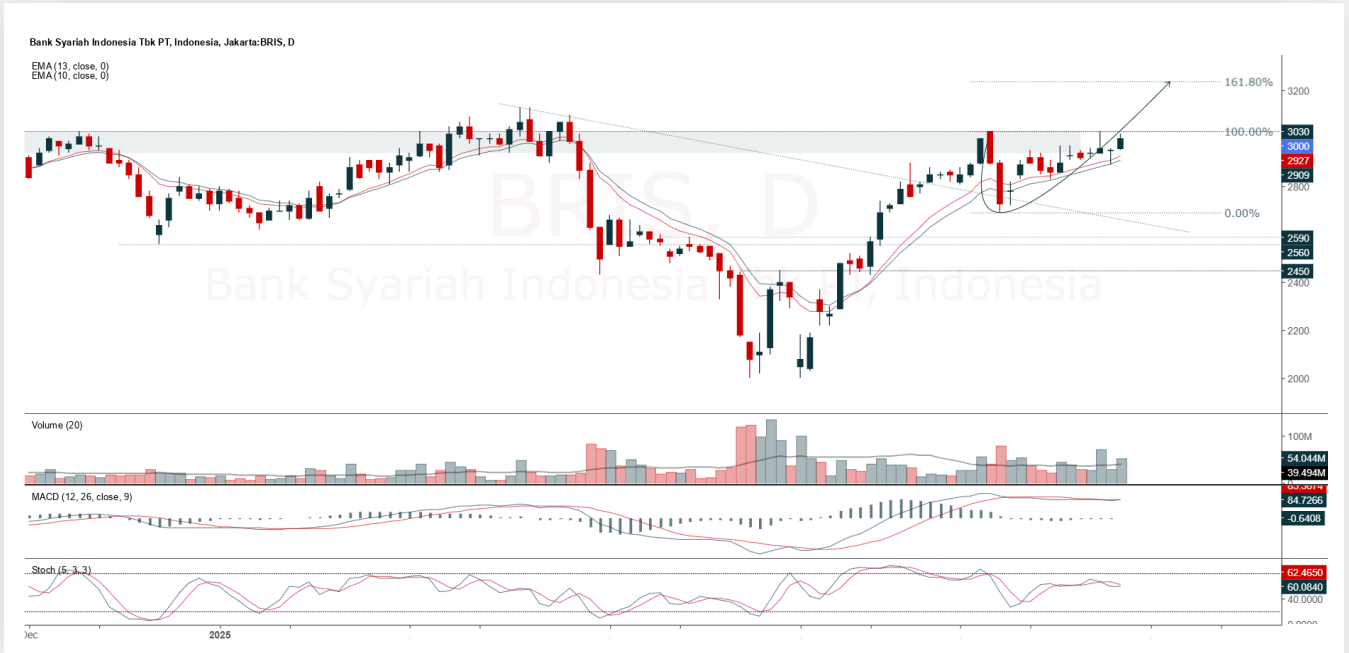 Bank Syariah Indonesia Tbk PT, Indonesia, Jakarta:BRIS, D
EMA (13, close, 0)
EMA (10, close, 0)
BRIS, D
Bank Syariah Indonesia Indonesia
161.80%
100.00%
0.00%
3200
3030
3000
2927
2909
2800
2590
2560
2450
2400
2200
2000
Volume (20)
100M
54.044M
39.494M
MACD (12, 26, close, 9)
84.7266
-0.6408
Stoch (5, 3, 3)
62.4650
60.0840
40.0000
2025